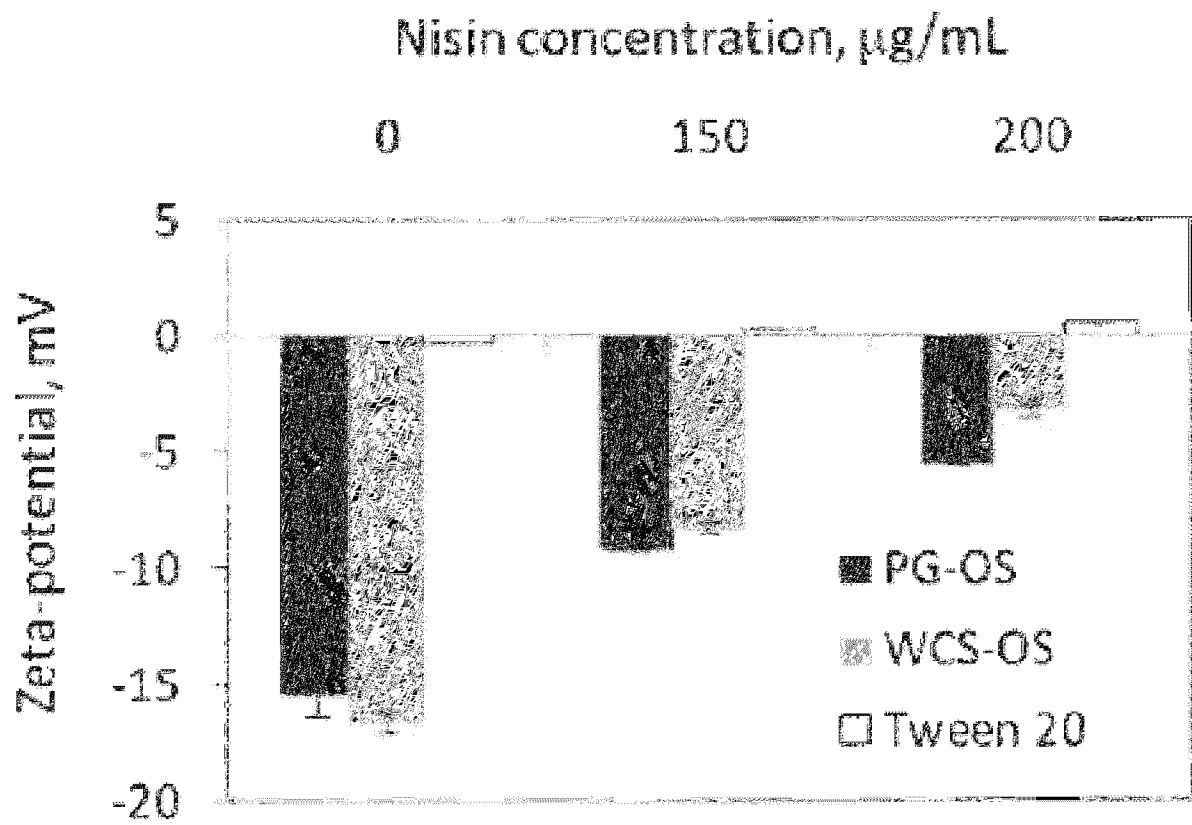 Nisin concentration, μg/mL
0 150 200
5
0
-5
-10
-15
-20
Zeta-potential, mV
PG-OS
WCS-OS
Tween 20